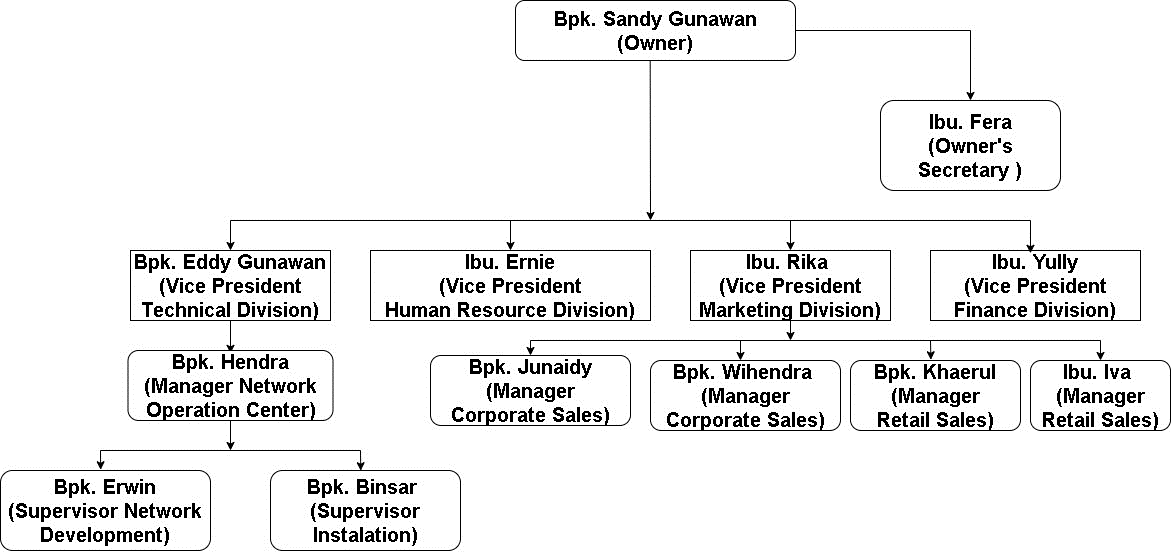 Bpk. Sandy Gunawan
(Owner)
Ibu. Fera
(Owner's
Secretary )
Bpk. Eddy Gunawan
(Vice President
Technical Division)
Ibu. Ernie
(Vice President
Human Resource Division)
Ibu. Rika
(Vice President
Marketing Division)
Ibu. Yully
(Vice President
Finance Division)
Bpk. Hendra
(Manager Network
Operation Center)
Bpk. Junaidy
(Manager
Corporate Sales)
Bpk. Wihendra
(Manager
Corporate Sales)
Bpk. Khaerul
(Manager
Retail Sales)
Ibu. Iva
(Manager
Retail Sales)
Bpk. Erwin
(Supervisor Network
Development)
Bpk. Binsar
(Supervisor
Instalation)